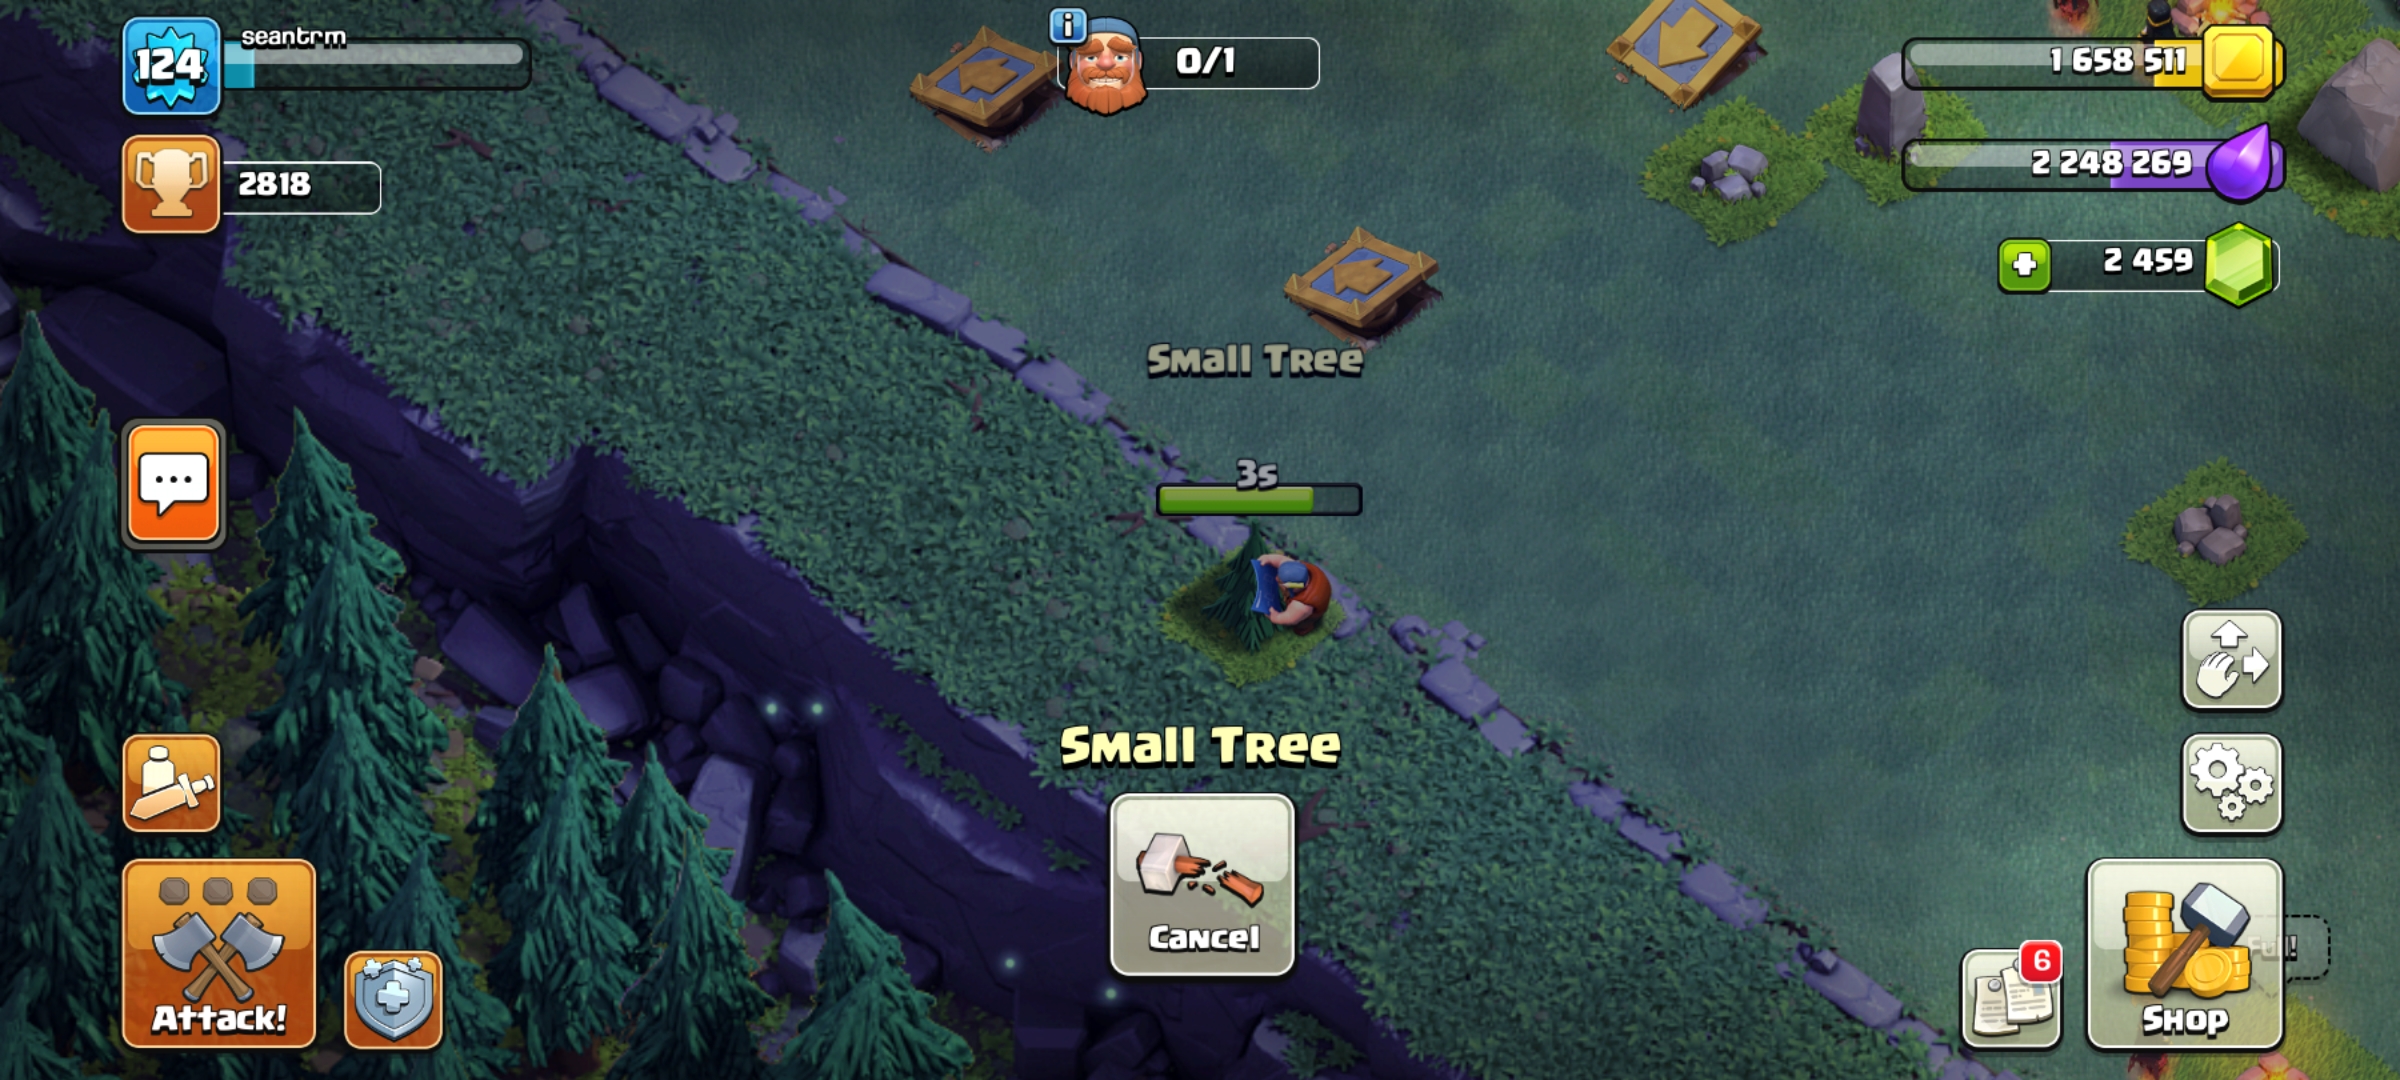 124
seantrm
0/1
1 658 511
2818
2 248 269
2 459
Small Tree
3s
Small Tree
Cancel
Attack!
6
Shop
Full!